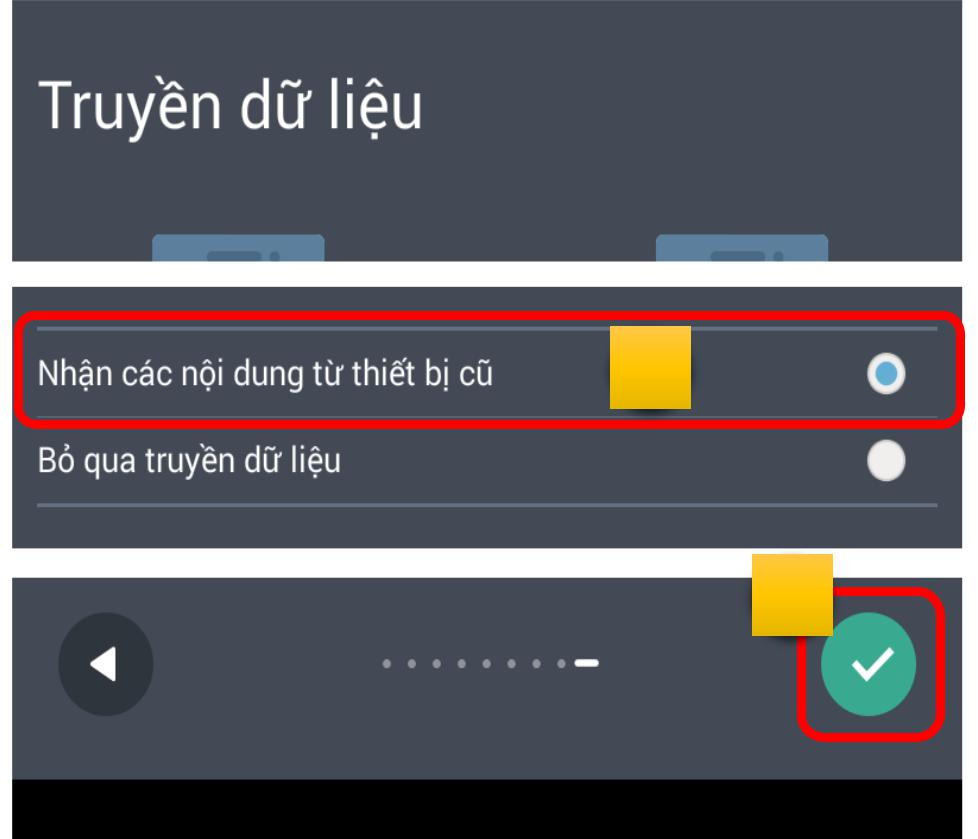 Truyền dữ liệu
Nhận các nội dung từ thiết bị cũ
Bỏ qua truyền dữ liệu